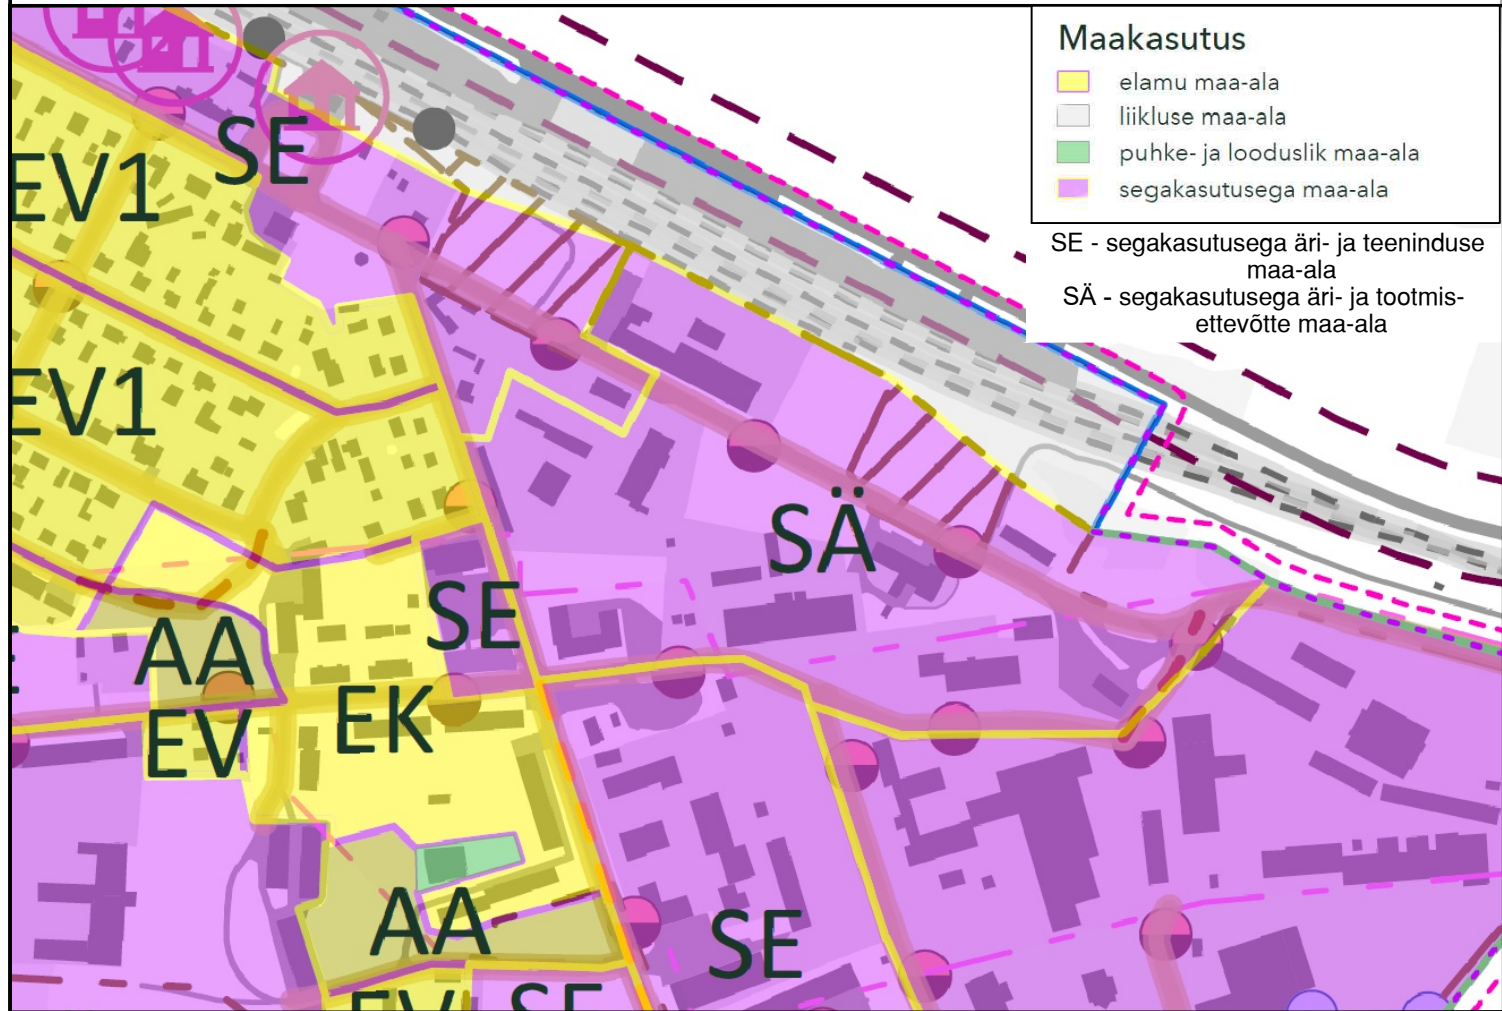 Maakasutus
elamu maa-ala
liikluse maa-ala
puhke- ja looduslik maa-ala
segakasutusega maa-ala
SE - segakasutusega äri- ja teeninduse
maa-ala
SÄ - segakasutusega äri- ja tootmis-
ettevõtte maa-ala
SE
EV1
EV1
SÄ
SE
AA
EV
EK
AA
SE
EV
SE